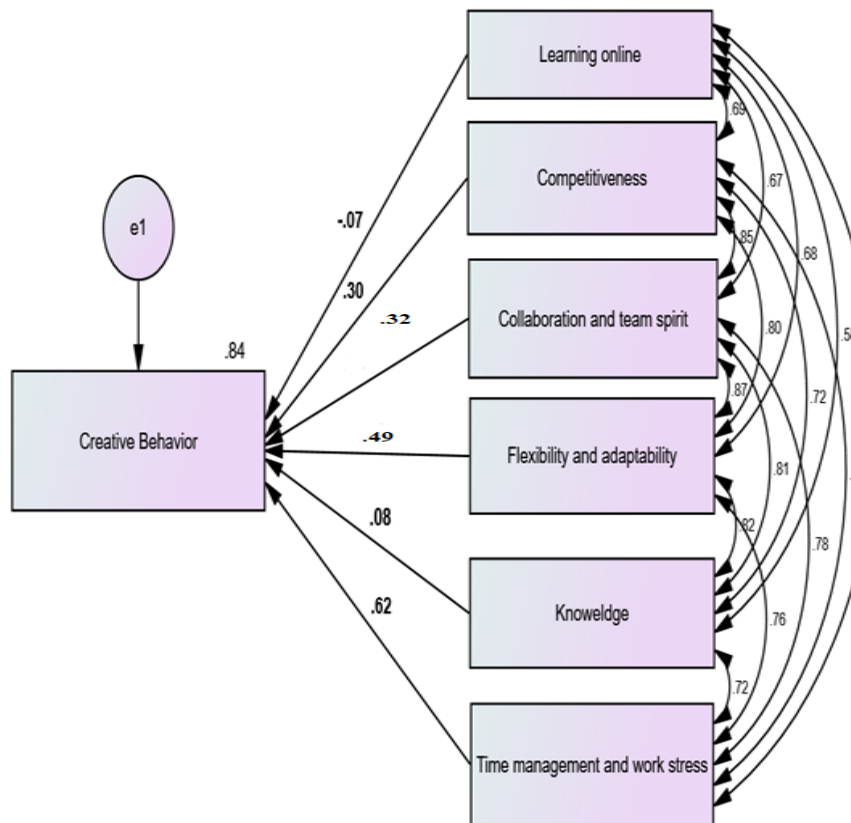 Learning online
.69
Competitiveness
.67
e1
-.07
.85
.68
.30
Collaboration and team spirit
.32
.80
.84
.87
.72
Creative Behavior
.49
Flexibility and adaptability
.81
.08
.82
.78
.62
Knoweldge
.76
.72
Time management and work stress